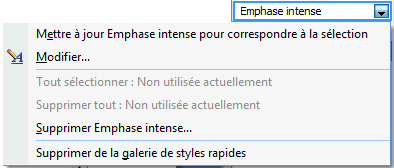 Emphase intense
Mettre à jour Emphase intense pour correspondre à la sélection
Modifier...
Tout sélectionner : Non utilisée actuellement
Supprimer tout : Non utilisée actuellement
Supprimer Emphase intense...
Supprimer de la galerie de styles rapides